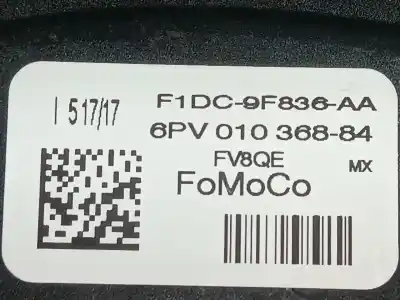 I 517/17
F1DC-9F836-AA
6PV 010 368-84
FV8QE
MX
FoMoCo